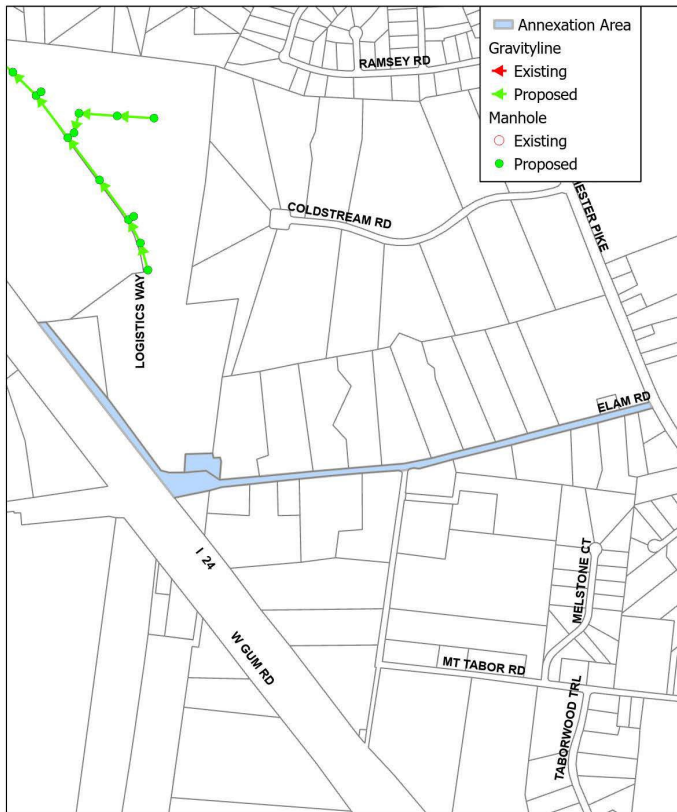 Annexation Area
Gravityline
Existing
Proposed
Manhole
Existing
Proposed
RAMSEY RD
COLDSTREAM RD
PIKE
LOGISTICS WAY
ELAM RD
I 24
W GUM RD
MELSTONE CT
MT TABOR RD
TABORWOOD TRL